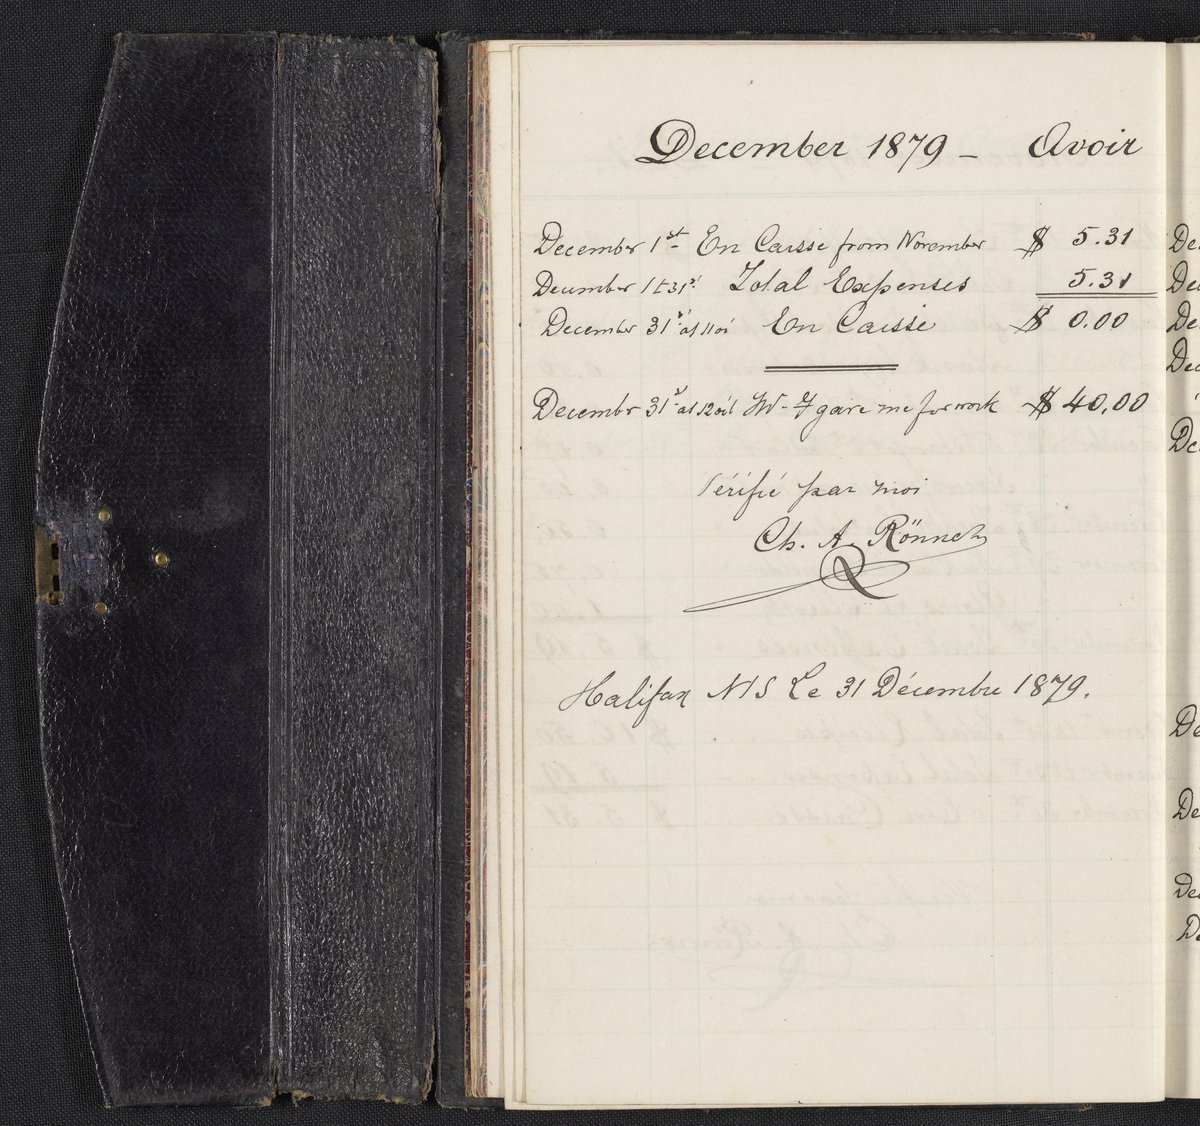 December 1879 – Avoir
December 1st En Caisse from November $ 5.31
December 1 t 31st Total Expenses 5.31
December 31st at 11 oi En Caisse $ 0.00
December 31st at 12 oil gave me for work $ 40.00
Vérifié par moi
Ch. A. Rönne
Halifax N S Le 31 Décembre 1879.